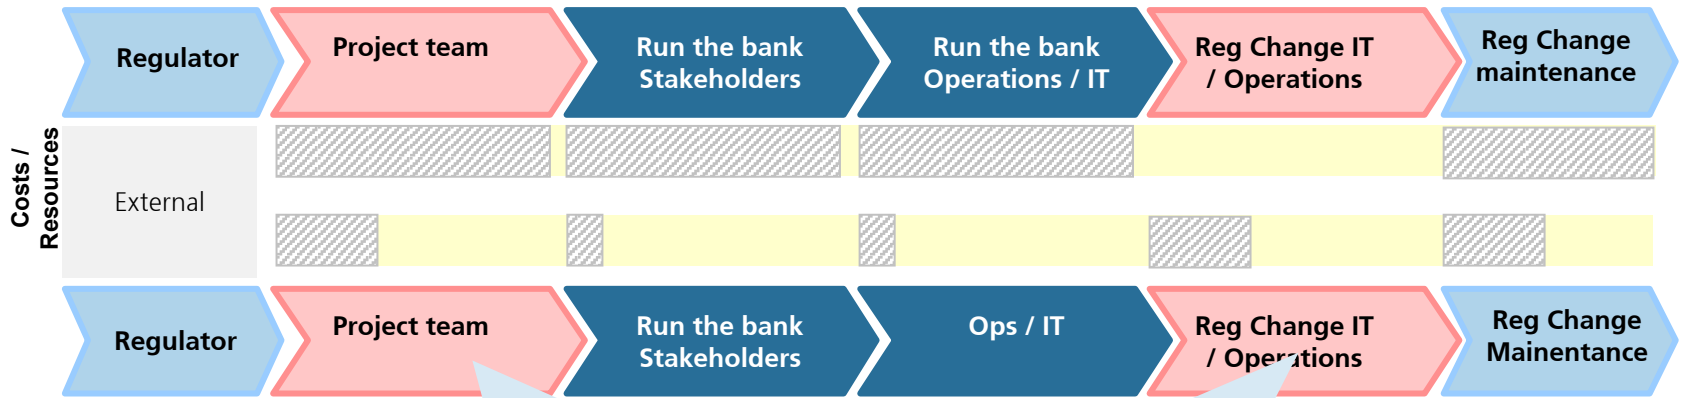 Regulator
Project team
Run the bank
Stakeholders
Run the bank
Operations / IT
Reg Change IT
/ Operations
Reg Change
maintenance
Costs /
Resources
External
Regulator
Project team
Run the bank
Stakeholders
Ops / IT
Reg Change IT
/ Operations
Reg Change
Mainentance